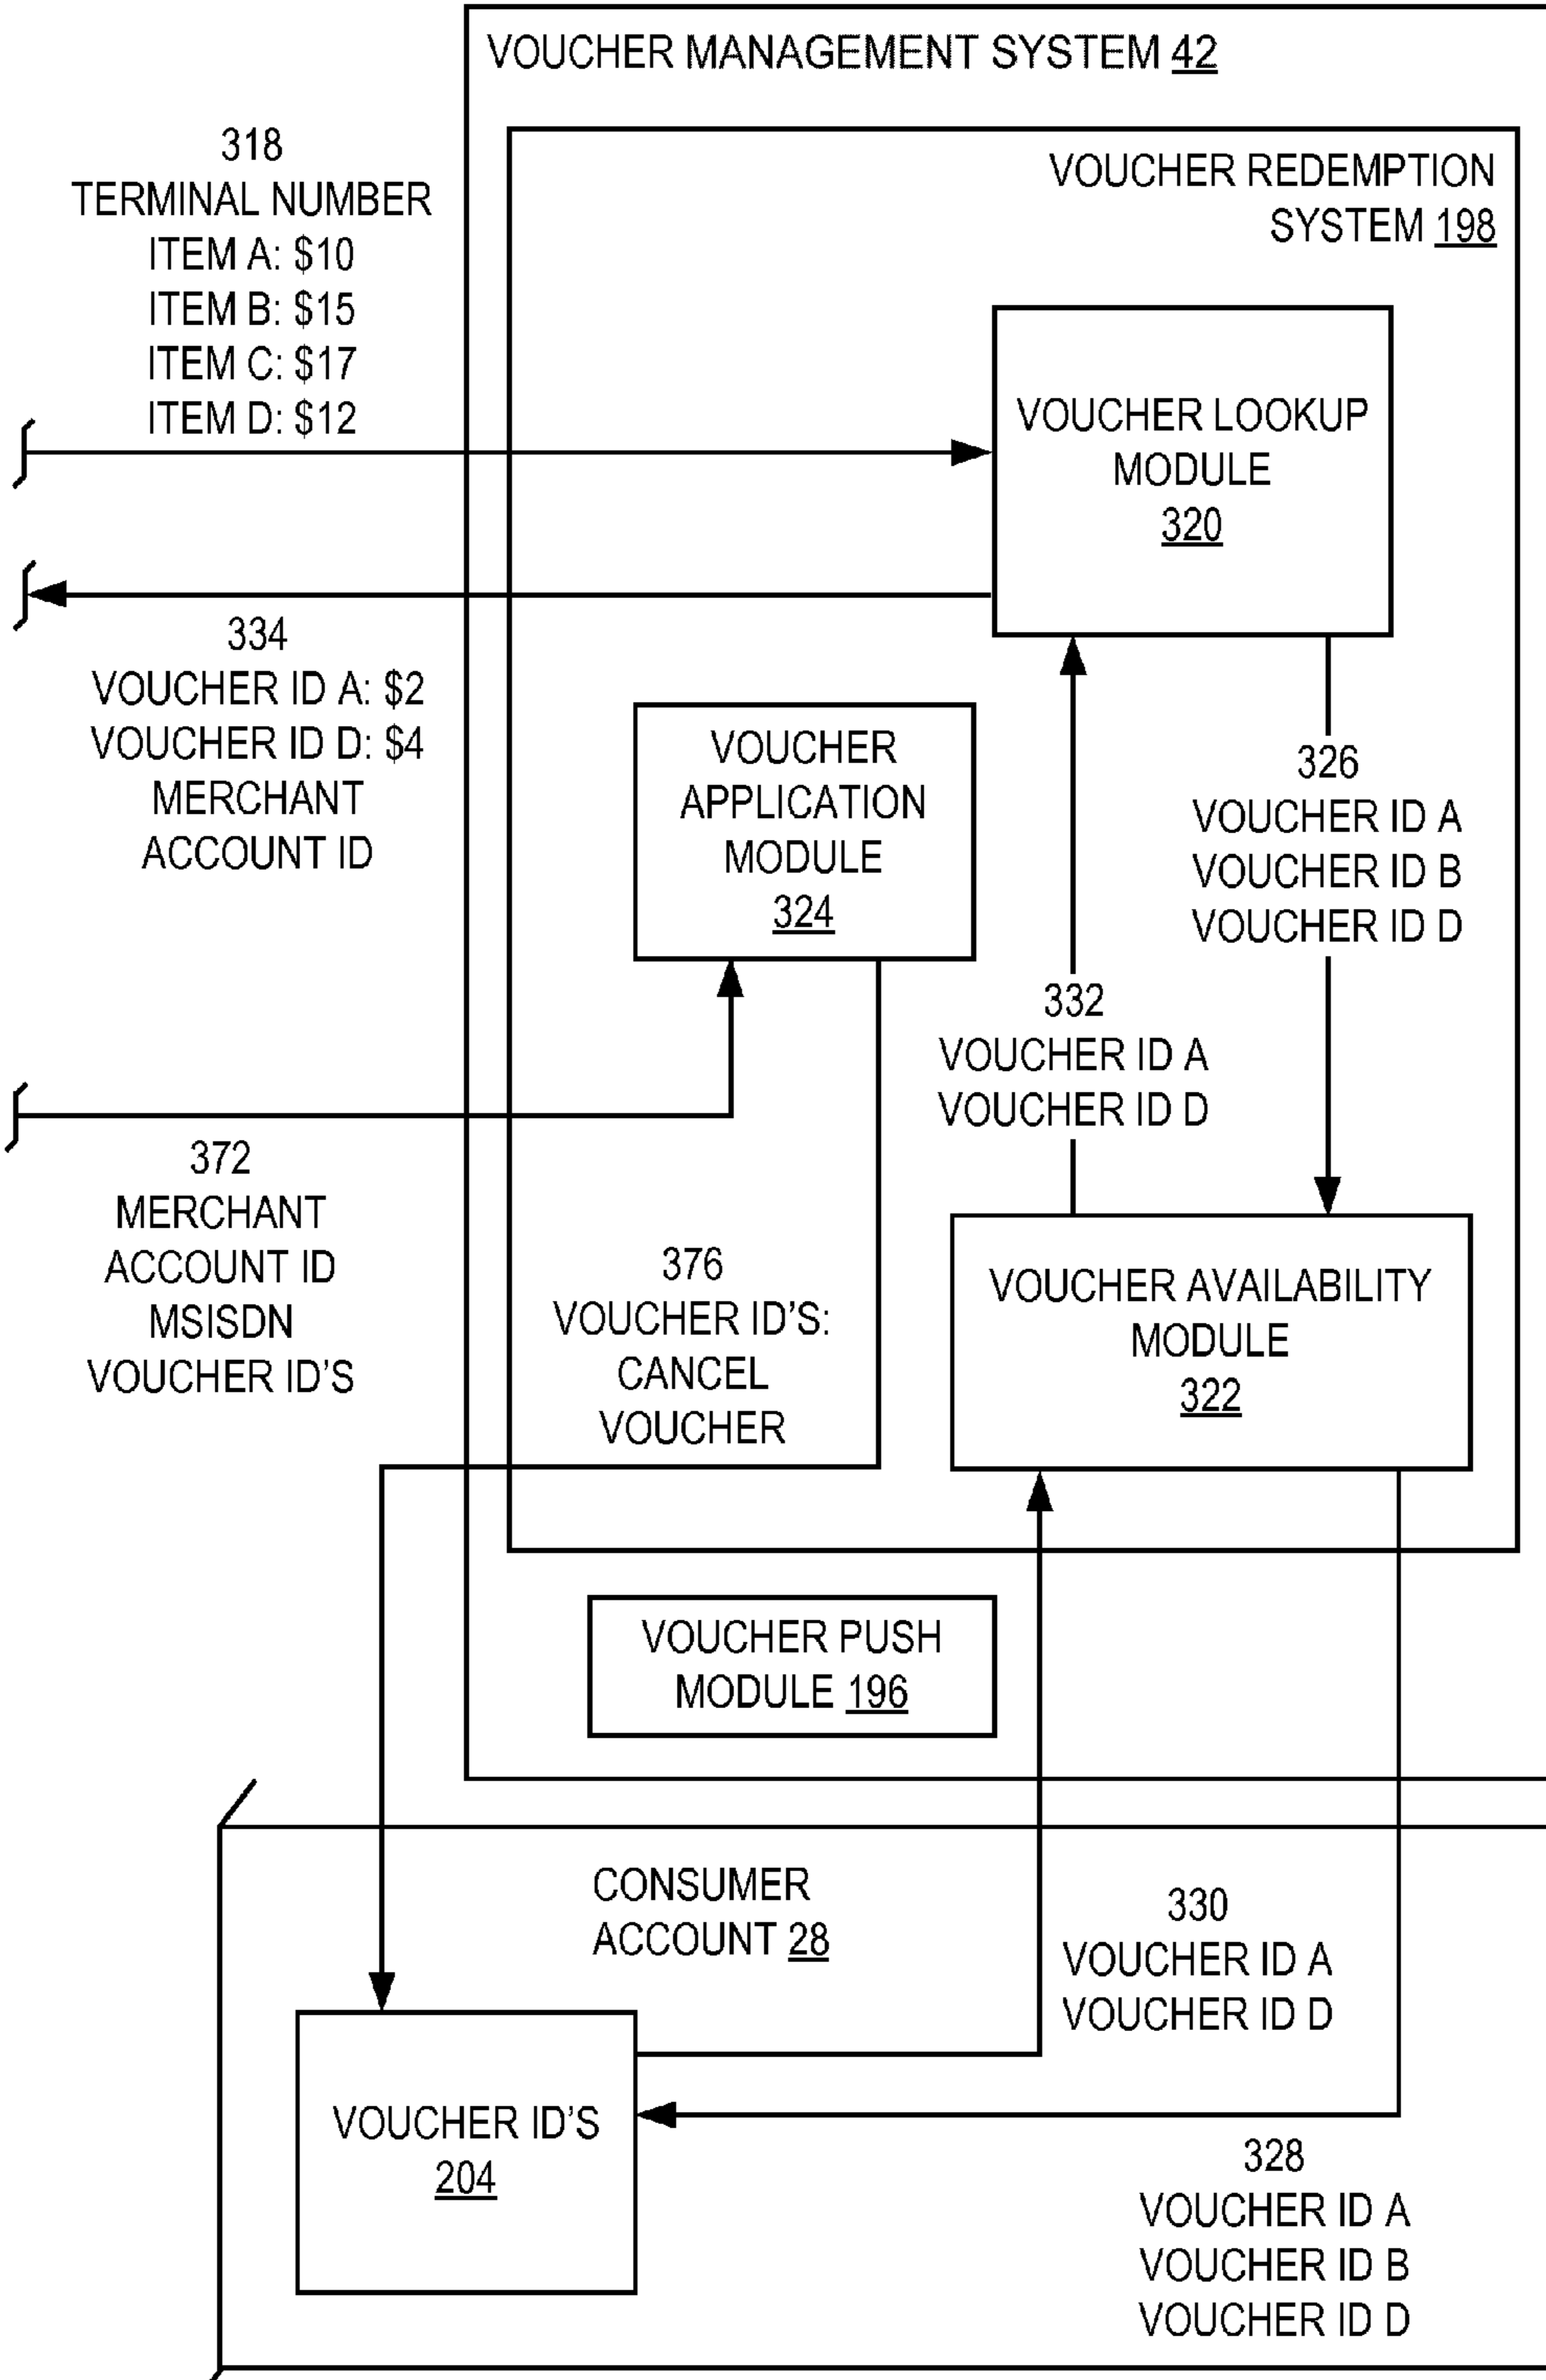 VOUCHER MANAGEMENT SYSTEM 42
318
TERMINAL NUMBER
ITEM A: $10
ITEM B: $15
ITEM C: $17
ITEM D: $12
VOUCHER REDEMPTION
SYSTEM 198
VOUCHER LOOKUP
MODULE
320
334
VOUCHER ID A: $2
VOUCHER ID D: $4
MERCHANT
ACCOUNT ID
VOUCHER
APPLICATION
MODULE
324
326
VOUCHER ID A
VOUCHER ID B
VOUCHER ID D
332
VOUCHER ID A
VOUCHER ID D
372
MERCHANT
ACCOUNT ID
MSISDN
VOUCHER ID'S
376
VOUCHER ID'S:
CANCEL
VOUCHER
VOUCHER AVAILABILITY
MODULE
322
VOUCHER PUSH
MODULE 196
CONSUMER
ACCOUNT 28
330
VOUCHER ID A
VOUCHER ID D
VOUCHER ID'S
204
328
VOUCHER ID A
VOUCHER ID B
VOUCHER ID D